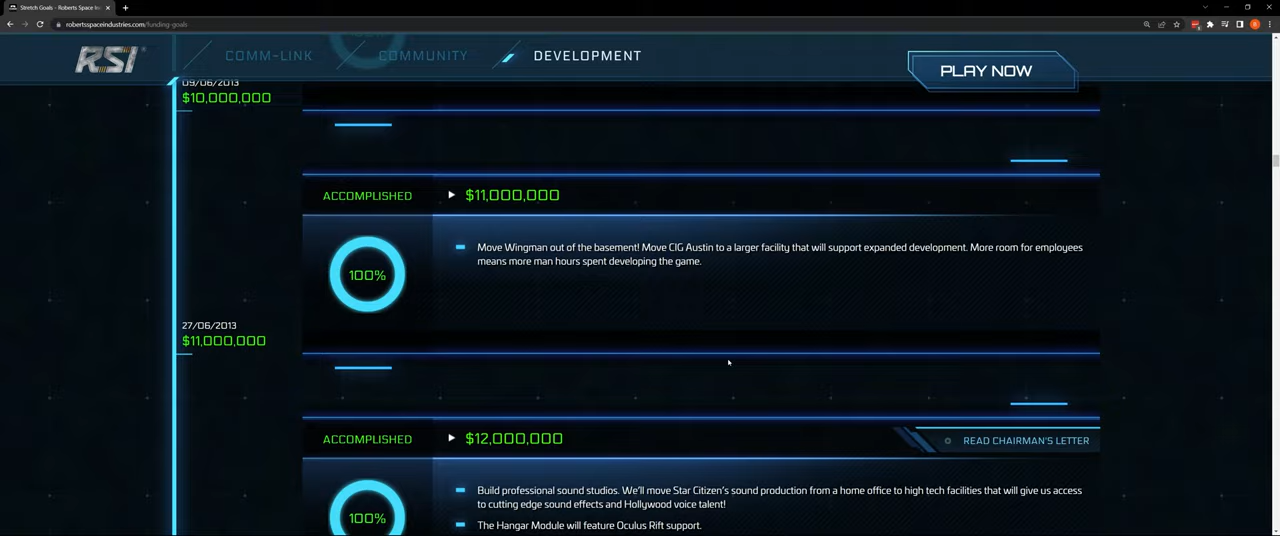 Stretch Goals - Roberts Space In
robertsspaceindustries.com/funding-goals
RSI
COMM-LINK
COMMUNITY
DEVELOPMENT
PLAY NOW
09/06/2013
$10,000,000
ACCOMPLISHED
$11,000,000
100%
Move Wingman out of the basement! Move CIG Austin to a larger facility that will support expanded development. More room for employees
means more man hours spent developing the game.
27/06/2013
$11,000,000
ACCOMPLISHED
$12,000,000
READ CHAIRMAN'S LETTER
100%
Build professional sound studios. We'll move Star Citizen's sound production from a home office to high tech facilities that will give us access
to cutting edge sound effects and Hollywood voice talent!
The Hangar Module will feature Oculus Rift support.